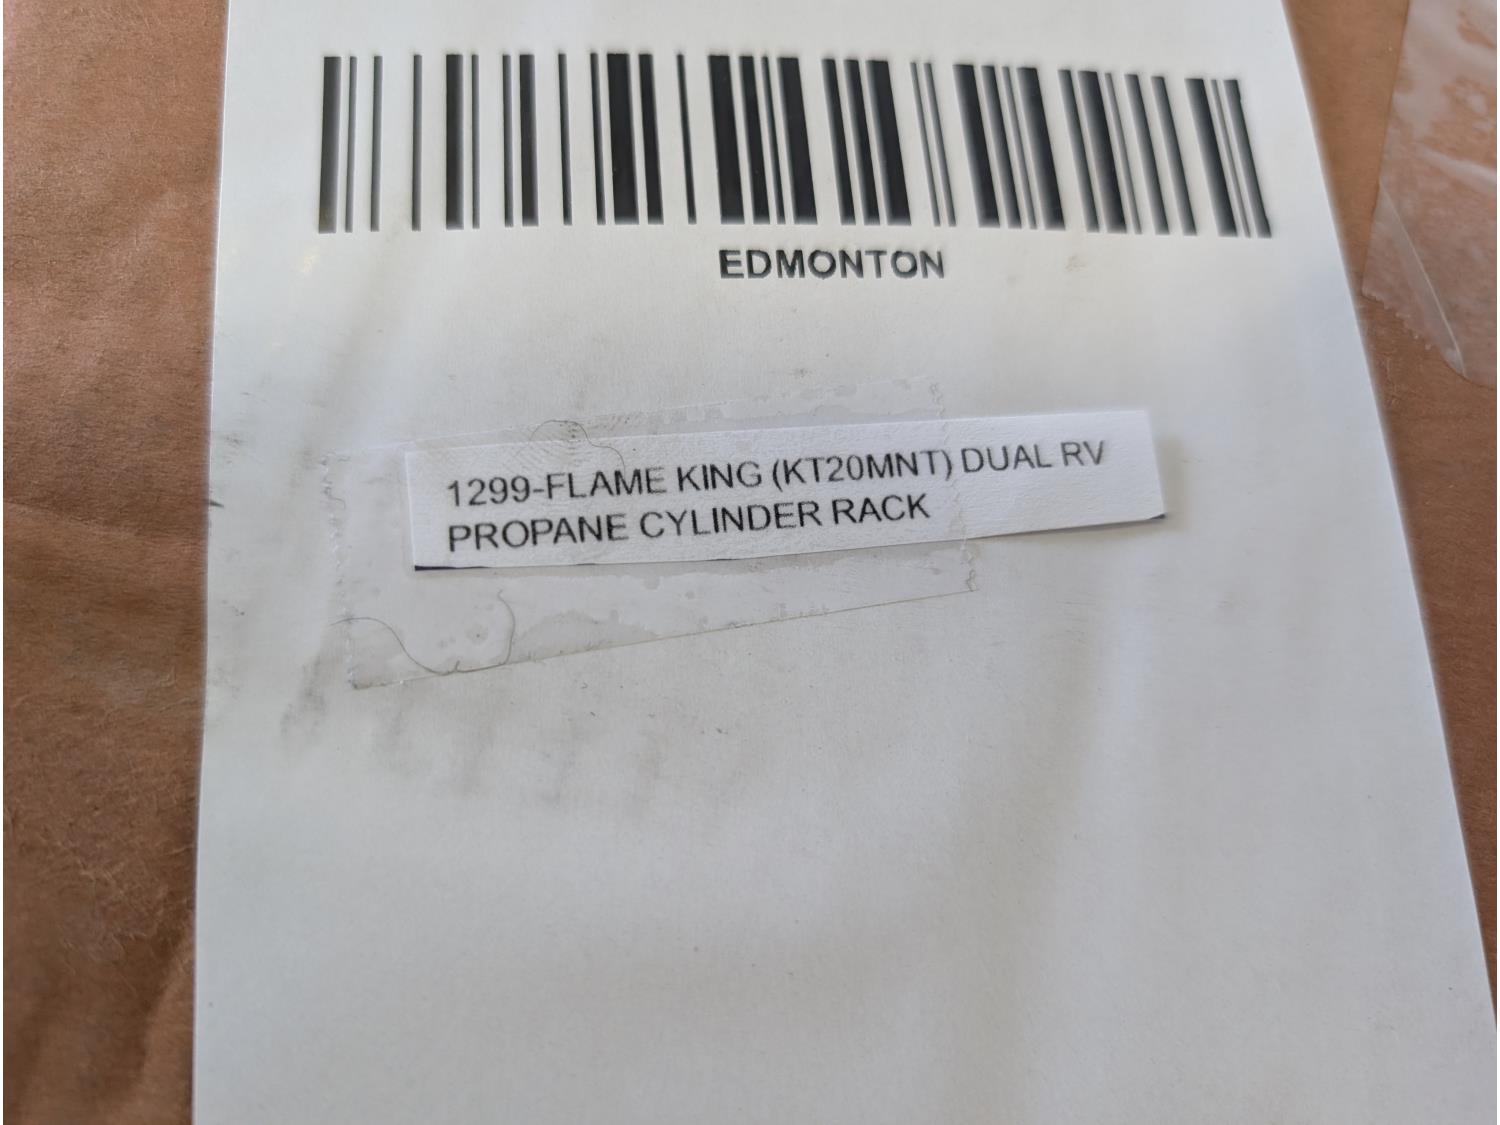 EDMONTON
1299-FLAME KING (KT20MNT) DUAL RV
PROPANE CYLINDER RACK